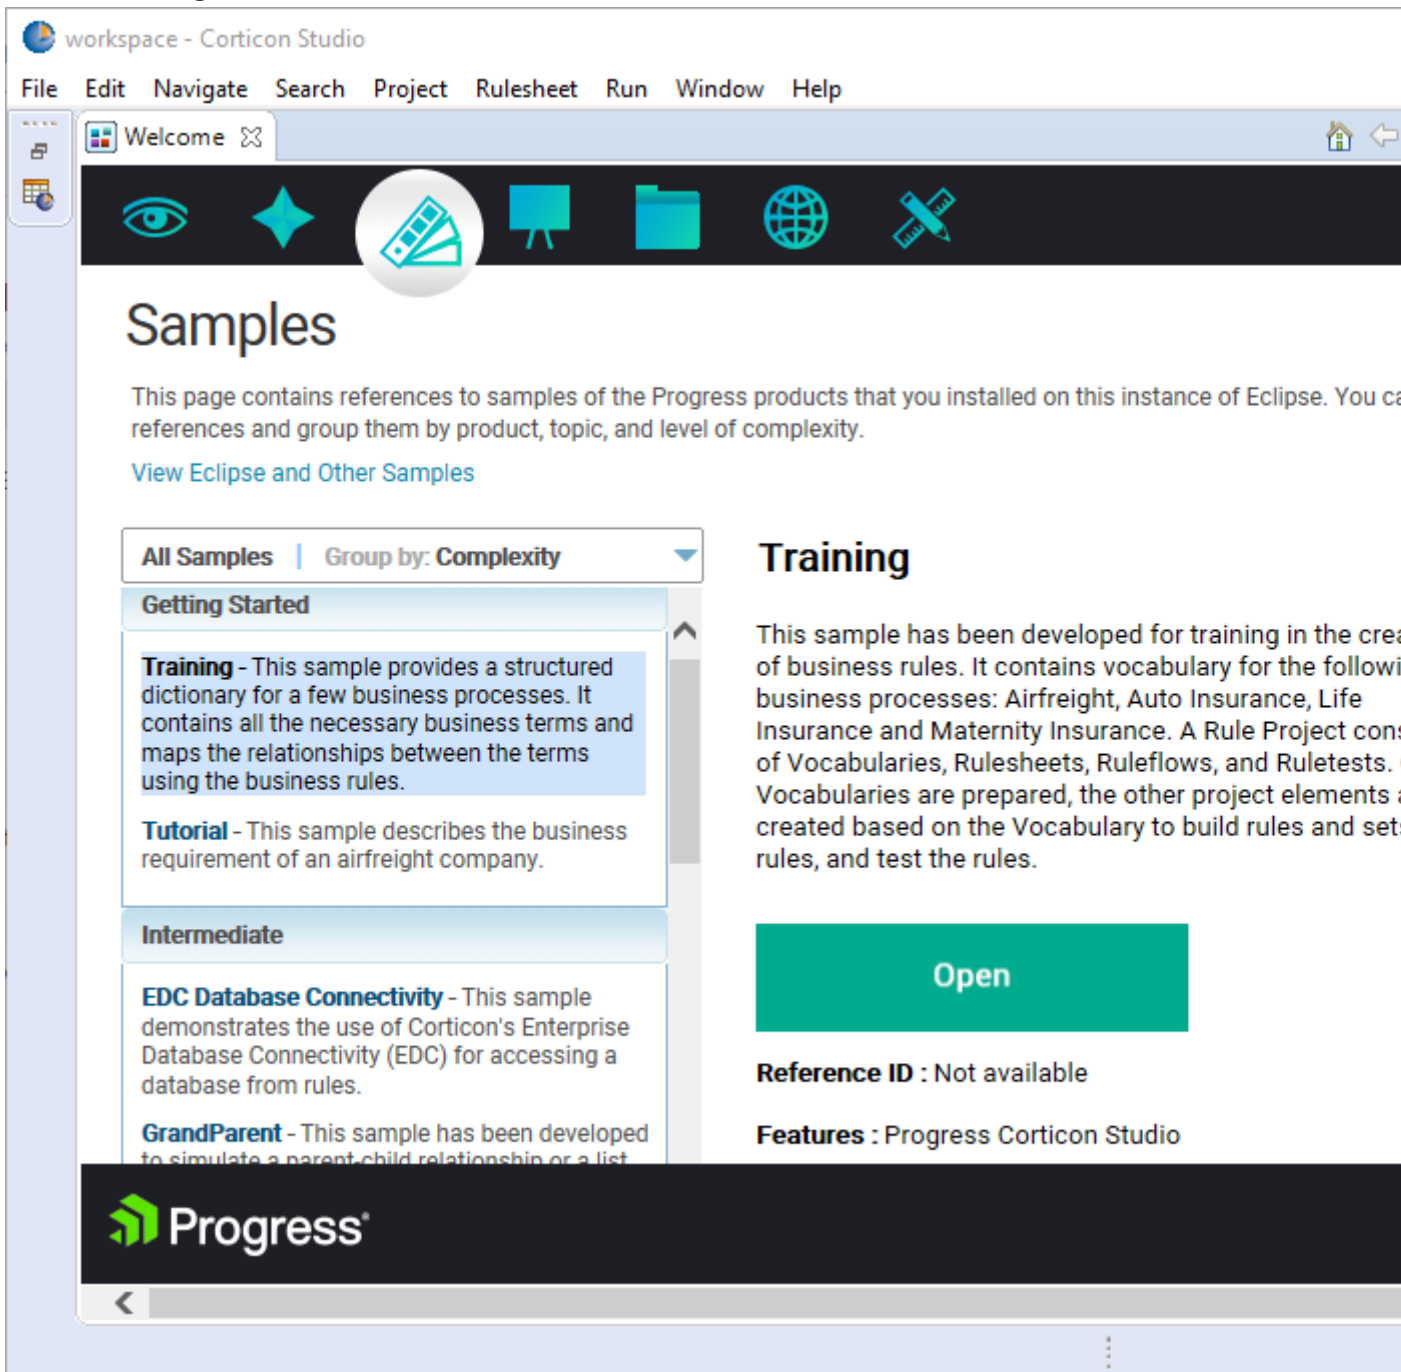 workspace - Corticon Studio
File Edit Navigate Search Project Rulesheet Run Window Help
Welcome
Samples
This page contains references to samples of the Progress products that you installed on this instance of Eclipse. You
references and group them by product, topic, and level of complexity.
View Eclipse and Other Samples
All Samples | Group by: Complexity
Getting Started
Training - This sample provides a structured
dictionary for a few business processes. It
contains all the necessary business terms and
maps the relationships between the terms
using the business rules.
Tutorial - This sample describes the business
requirement of an airfreight company.
Intermediate
EDC Database Connectivity - This sample
demonstrates the use of Corticon's Enterprise
Database Connectivity (EDC) for accessing a
database from rules.
GrandParent - This sample has been developed
to simulate a parent-child relationship or a list
Training
This sample has been developed for training in the
of business rules. It contains vocabulary for the
business processes: Airfreight, Auto Insurance, Life
Insurance and Maternity Insurance. A Rule Project
of Vocabularies, Rulesheets, Ruleflows, and Ruletests.
Vocabularies are prepared, the other project elements
created based on the Vocabulary to build rules and
rules, and test the rules.
Open
Reference ID : Not available
Features : Progress Corticon Studio
Progress